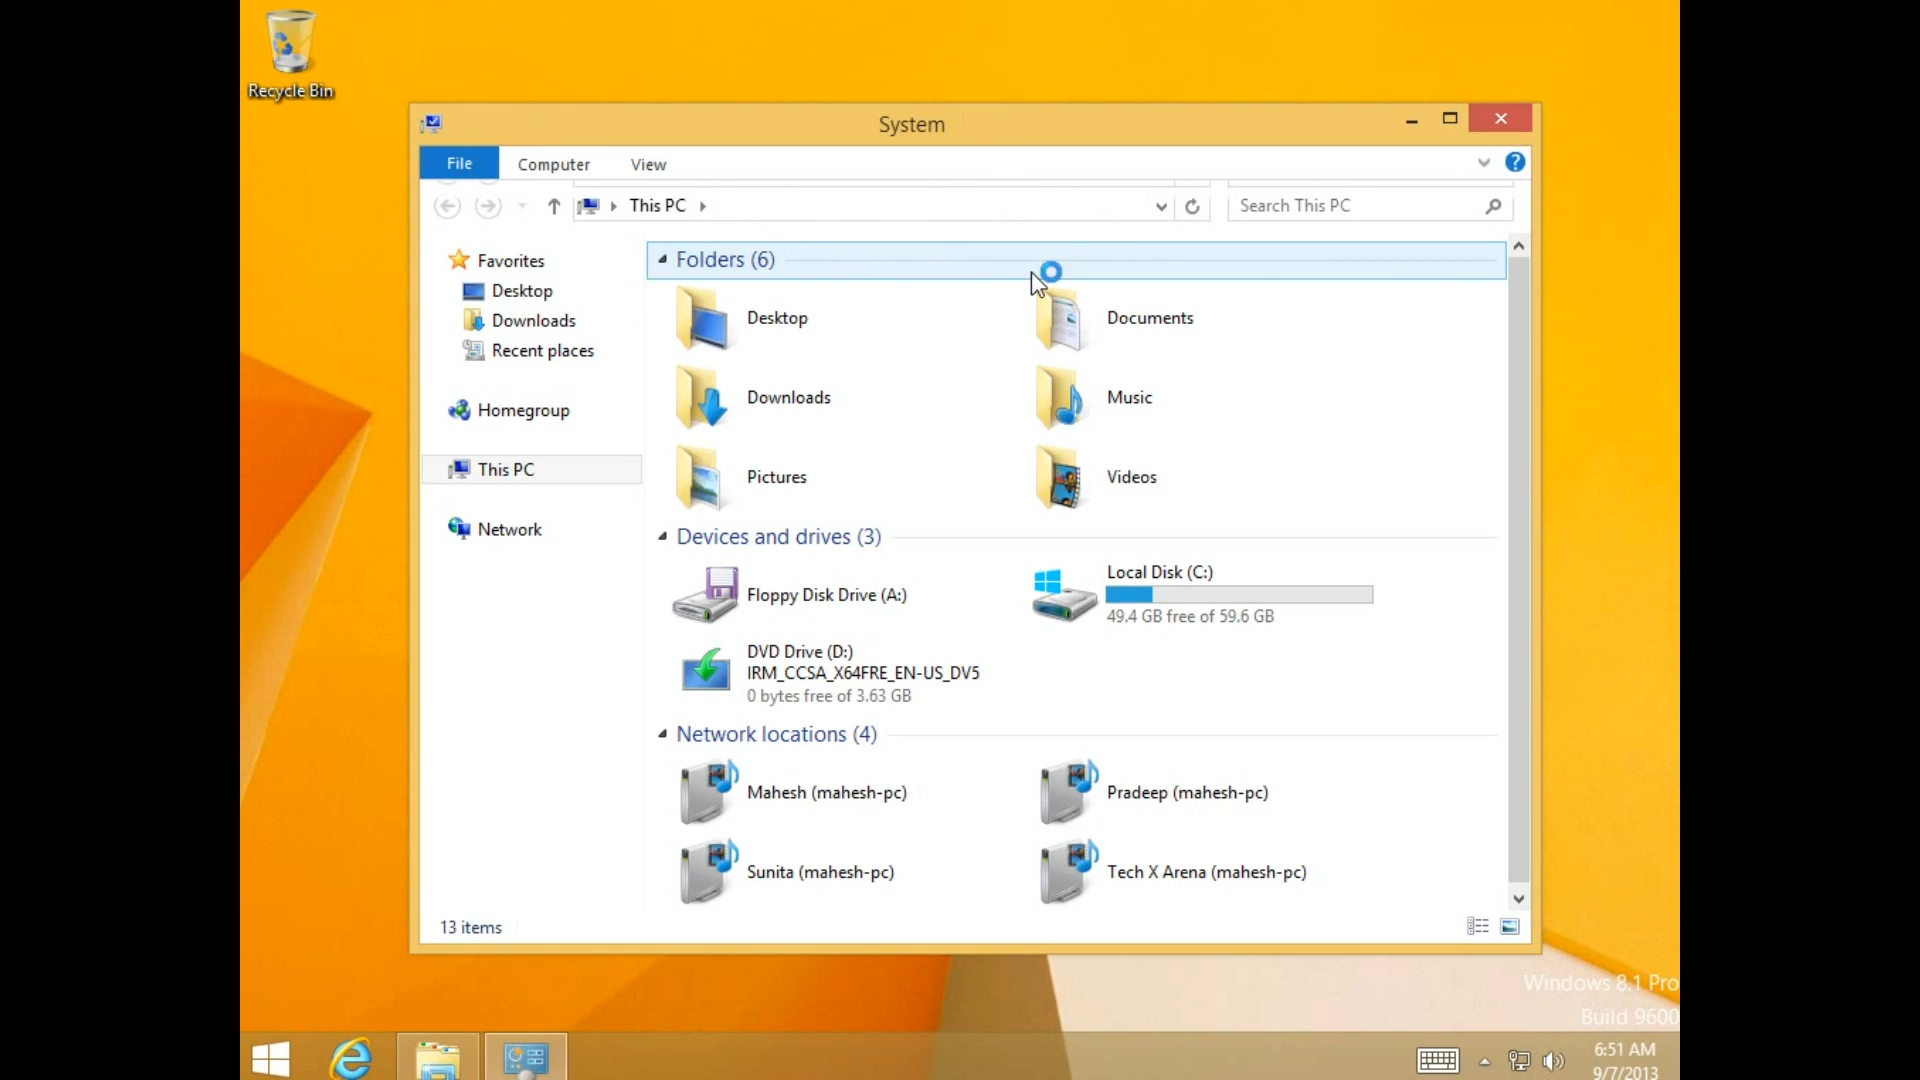 Recycle Bin
System
File Computer View
This PC
Search This PC
Favorites
Desktop
Downloads
Recent places
Homegroup
This PC
Network
Folders (6)
Desktop
Documents
Downloads
Music
Pictures
Videos
Devices and drives (3)
Floppy Disk Drive (A:)
Local Disk (C:)
49.4 GB free of 59.6 GB
DVD Drive (D:)
IRM_CCSA_X64FRE_EN-US_DV5
0 bytes free of 3.63 GB
Network locations (4)
Mahesh (mahesh-pc)
Pradeep (mahesh-pc)
Sunita (mahesh-pc)
Tech X Arena (mahesh-pc)
13 items
Windows 8.1 Pro
Build 9600
6:51 AM
9/7/2013